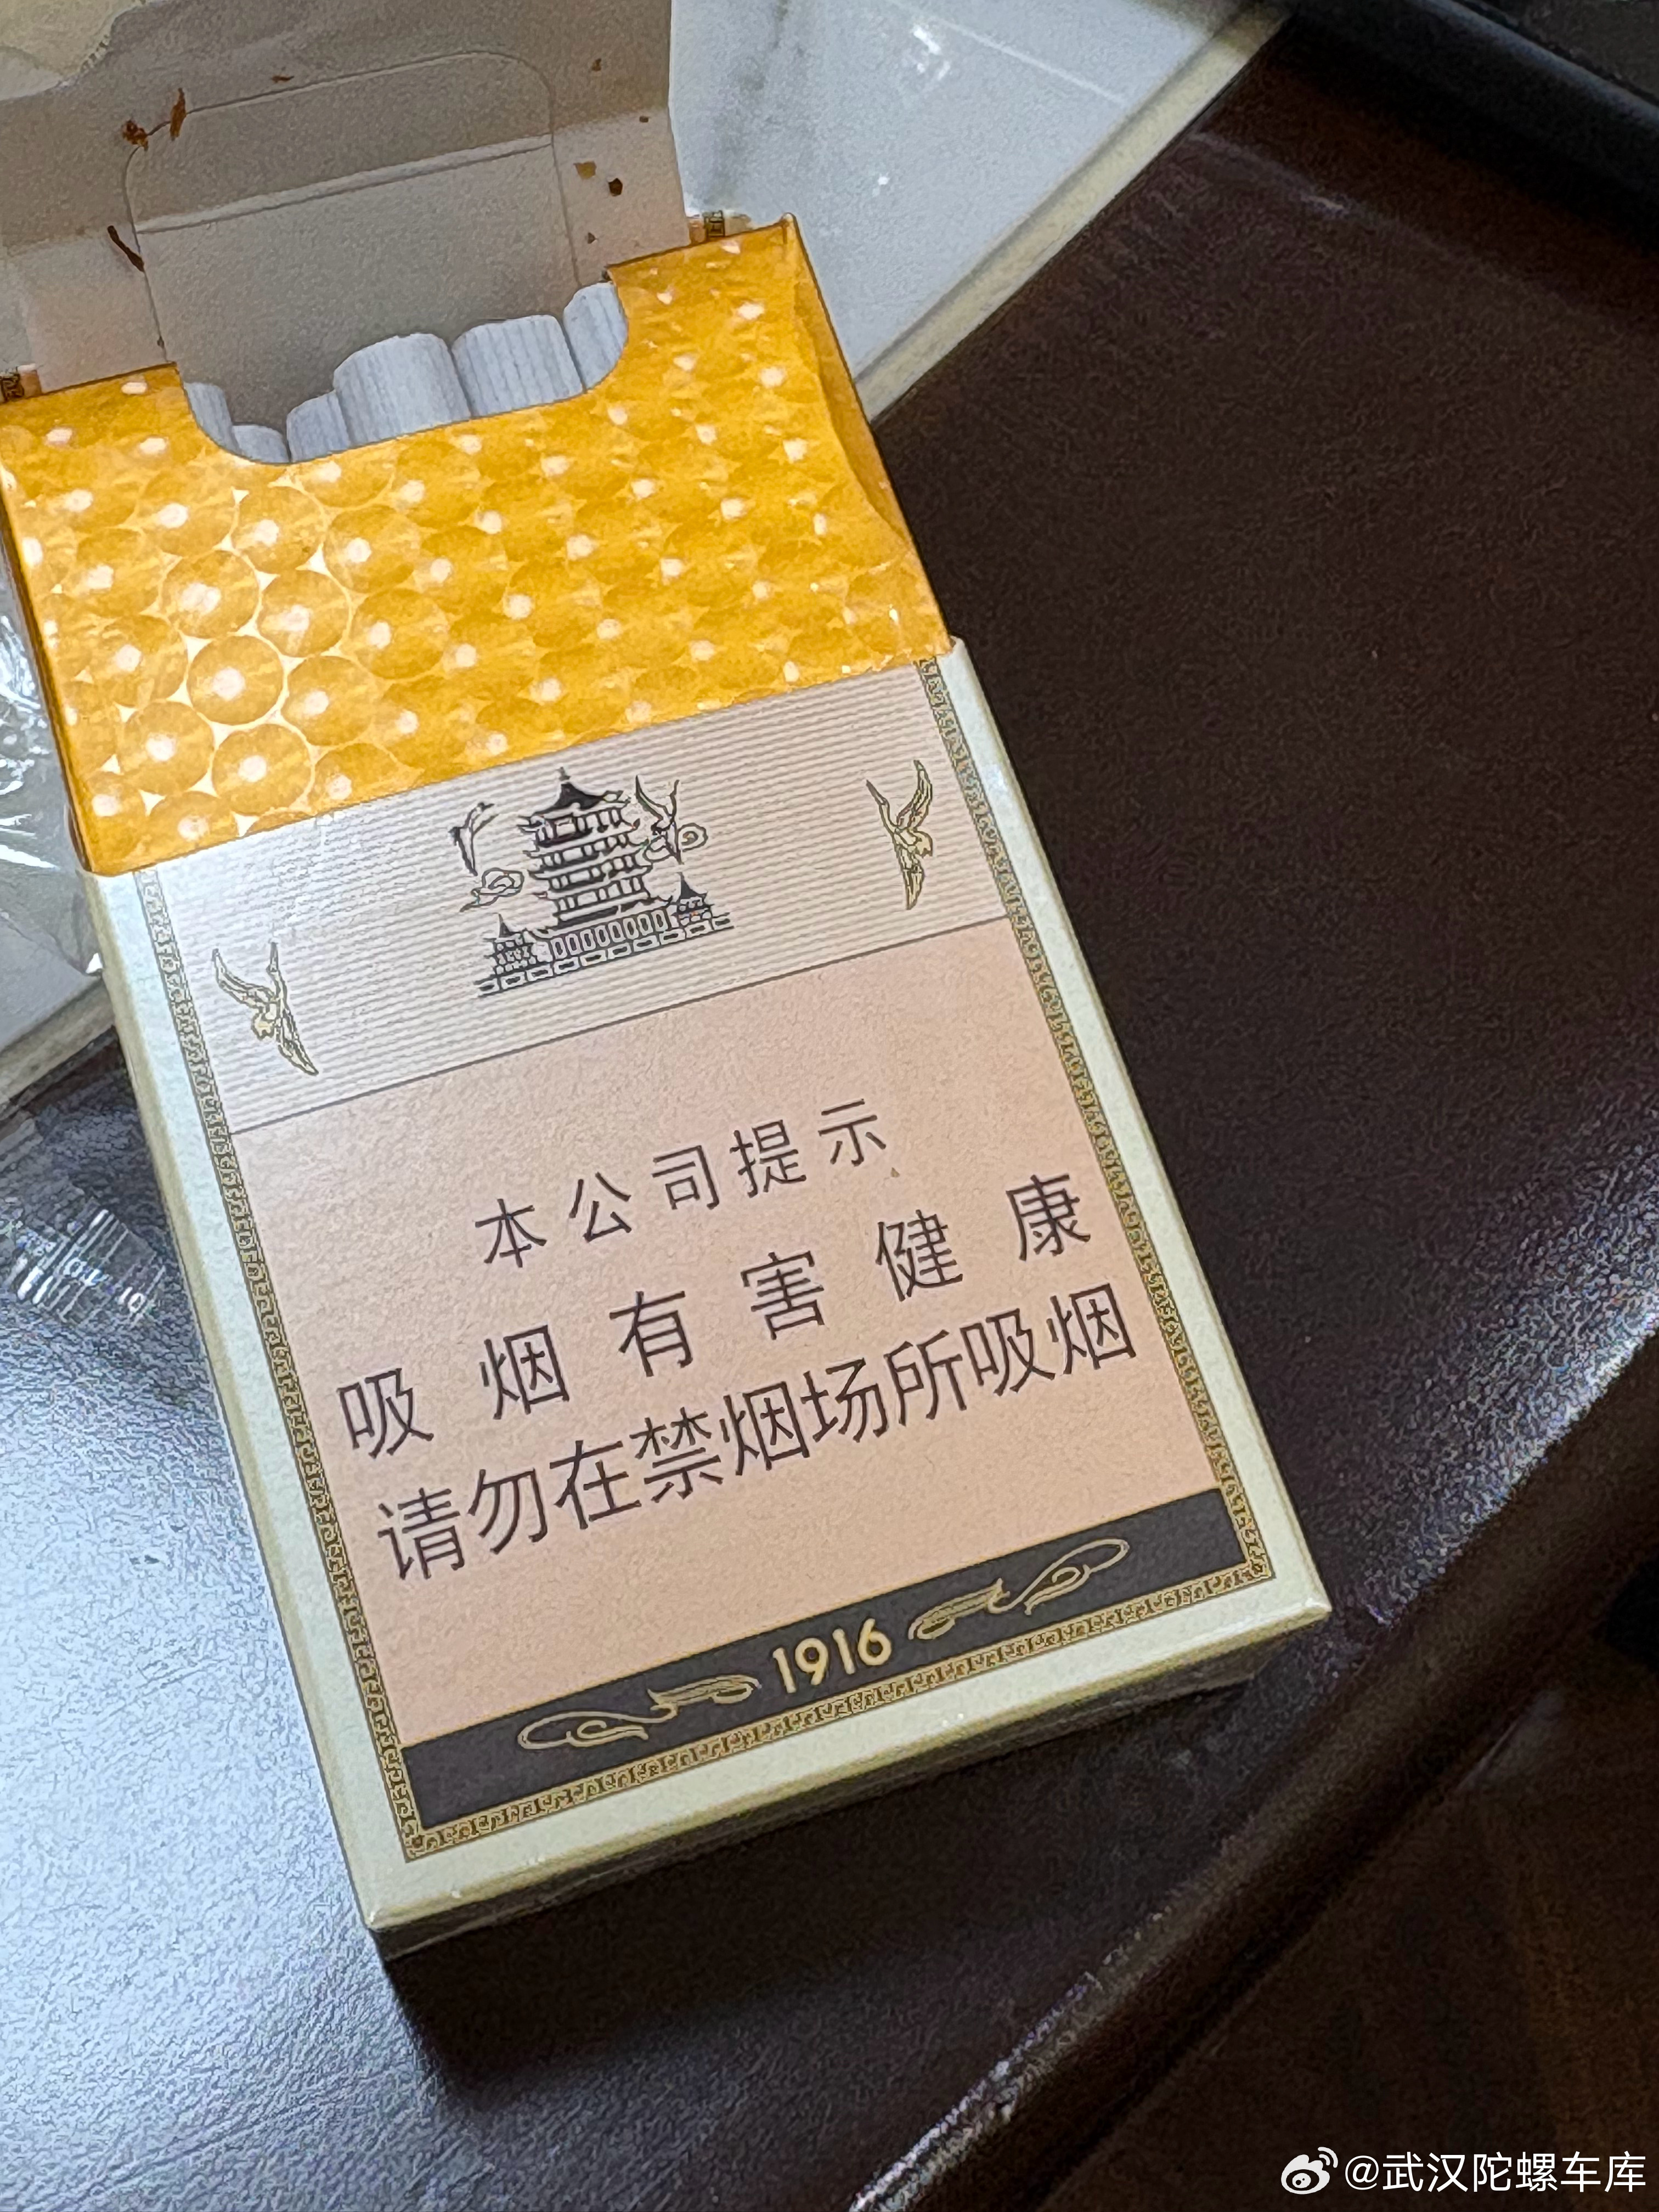 本公司提示
吸烟有害健康
请勿在禁烟场所吸烟
1916
@武汉陀螺车库